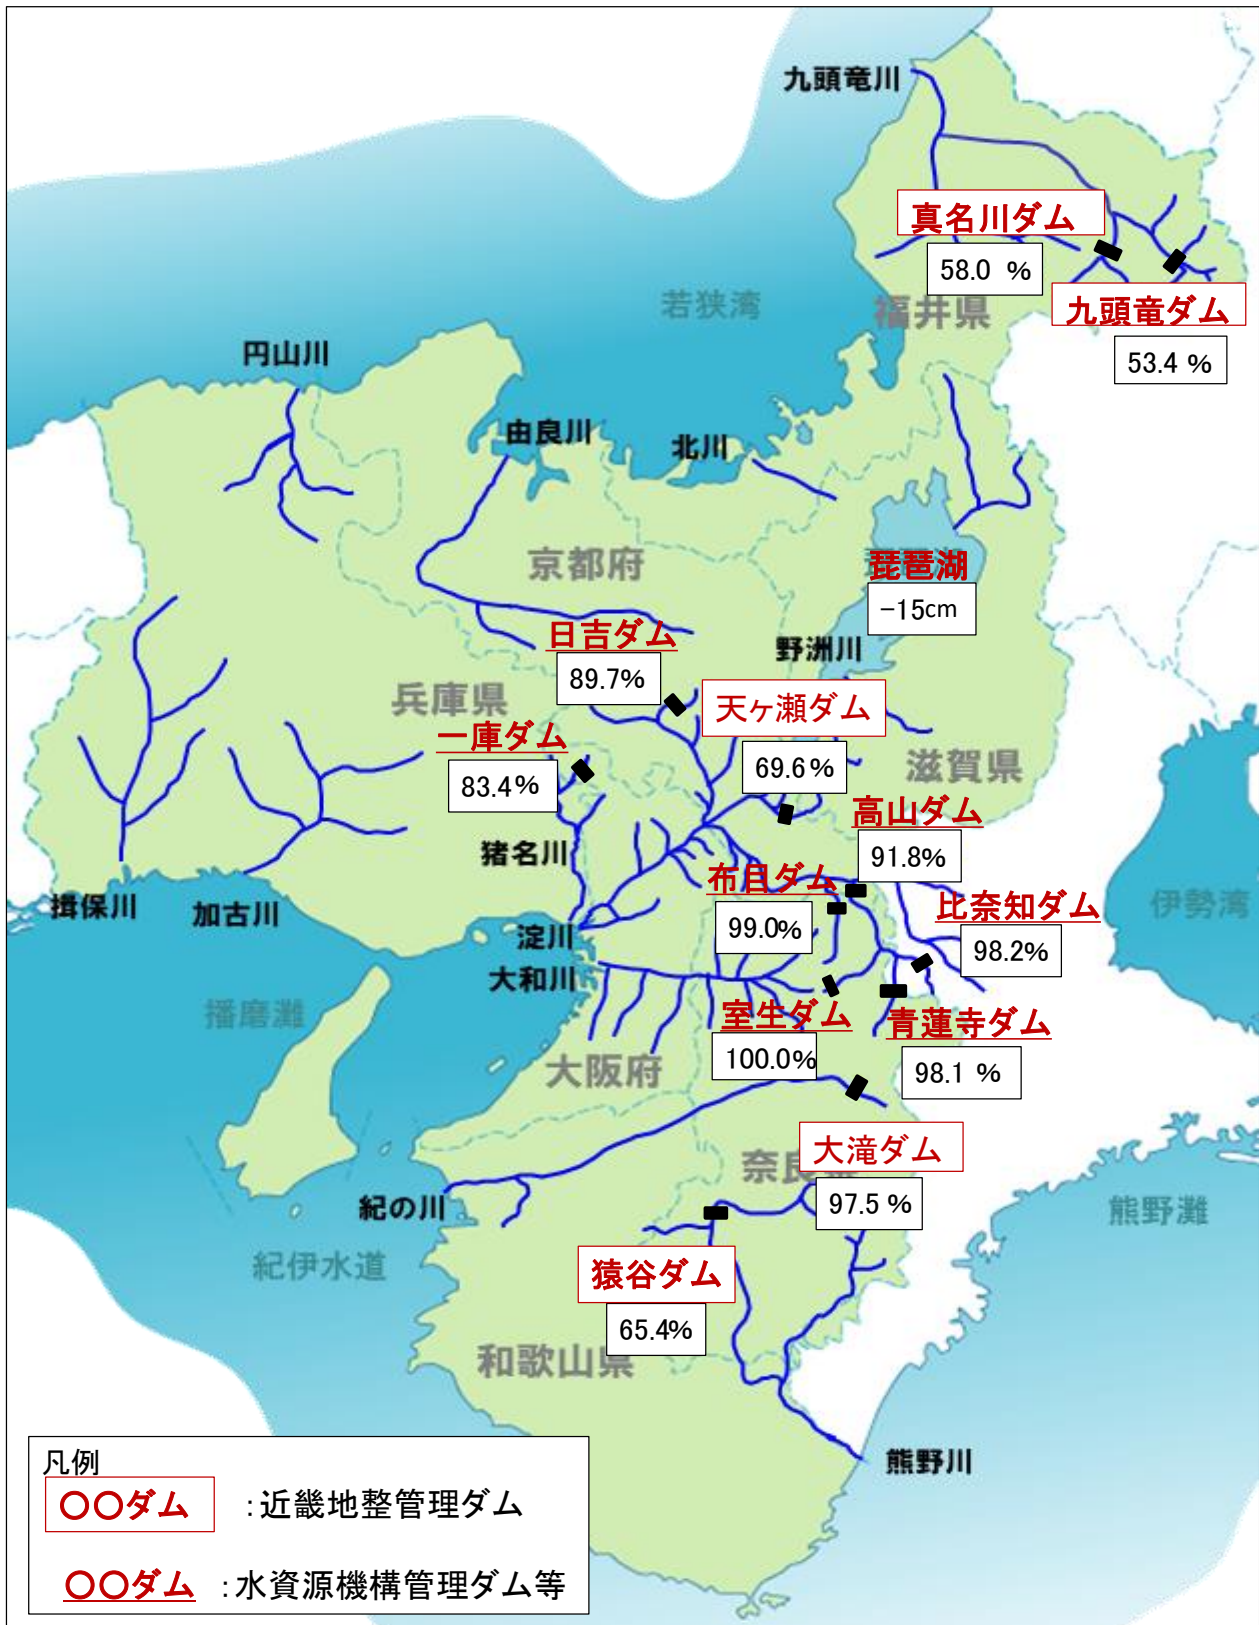 九頭竜川
真名川ダム
58.0 %
若狭湾
福井県
九頭竜ダム
53.4 %
円山川
由良川
北川
京都府
琵琶湖
-15cm
日吉ダム
89.7%
野洲川
兵庫県
天ヶ瀬ダム
69.6%
一庫ダム
83.4%
滋賀県
高山ダム
91.8%
猪名川
布目ダム
99.0%
比奈知ダム
98.2%
伊勢湾
揖保川
加古川
淀川
大和川
播磨灘
室生ダム
100.0%
青蓮寺ダム
98.1 %
大阪府
大滝ダム
97.5 %
奈良県
紀の川
熊野灘
紀伊水道
猿谷ダム
65.4%
和歌山県
熊野川
凡例
〇〇ダム :近畿地整管理ダム
〇〇ダム :水資源機構管理ダム等